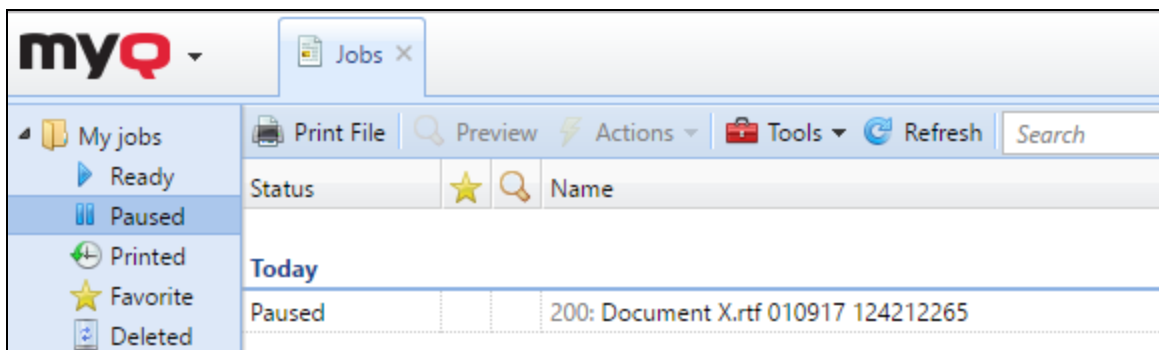 myQ
Jobs
My jobs
Ready
Paused
Printed
Favorite
Deleted
Print File Preview Actions Tools Refresh Search
Status Name
Today
Paused 200: Document X.rtf 010917 124212265